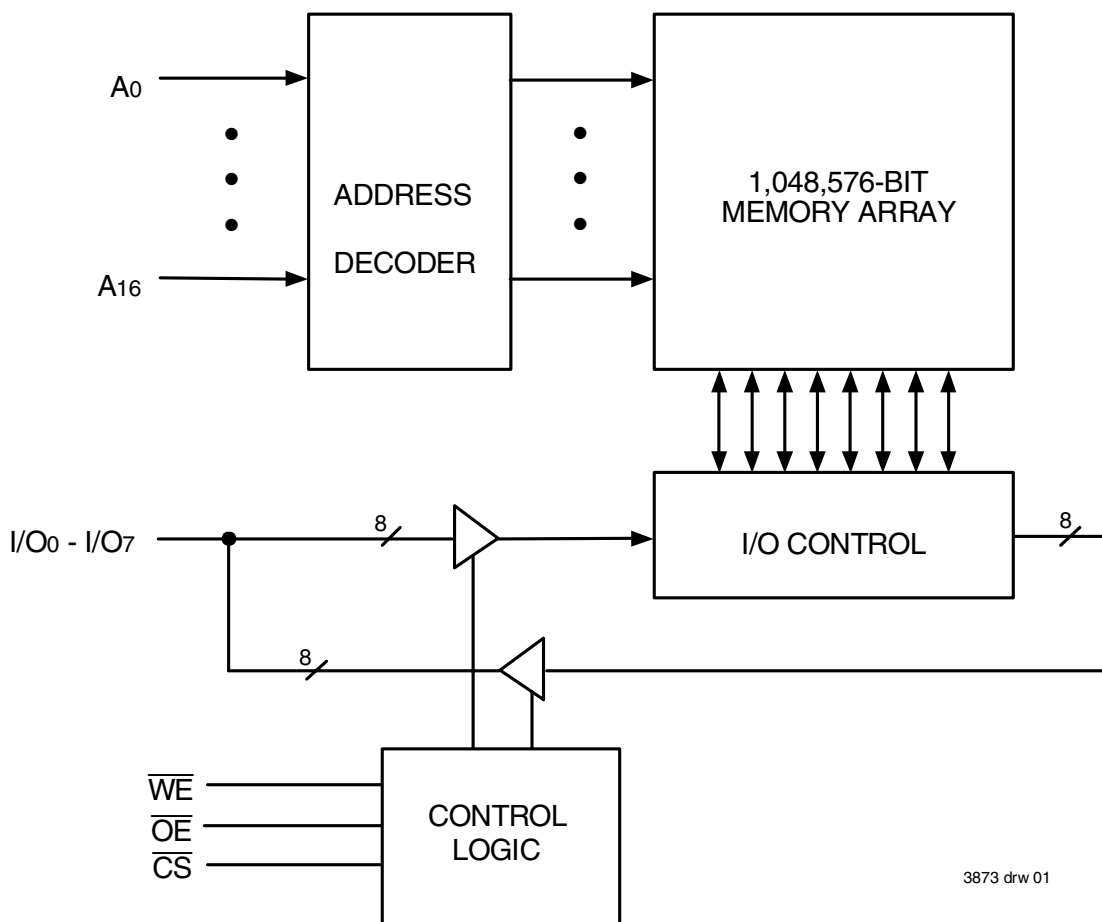 A0
A16
ADDRESS
DECODER
1,048,576-BIT
MEMORY ARRAY
I/O0 - I/O7
8
8
I/O CONTROL
8
WE
OE
CS
CONTROL
LOGIC
3873 drw 01